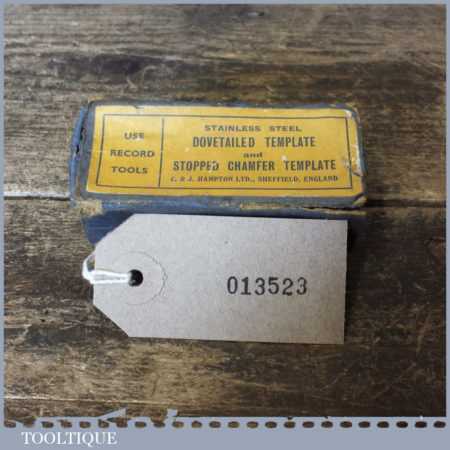 USE
RECORD
TOOLS
STAINLESS STEEL
DOVETAILED TEMPLATE
and
STOPPED CHAMFER TEMPLATE
C. & J. HAMPTON LTD., SHEFFIELD, ENGLAND.
013523
TOOLTIQUE